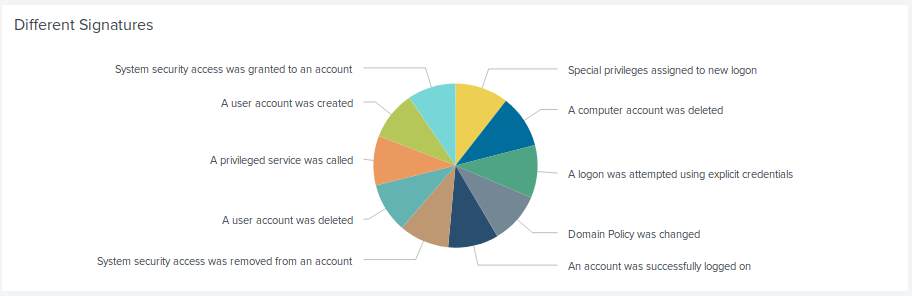 Different Signatures
System security access was granted to an account
Special privileges assigned to new logon
A user account was created
A computer account was deleted
A privileged service was called
A logon was attempted using explicit credentials
A user account was deleted
Domain Policy was changed
System security access was removed from an account
An account was successfully logged on